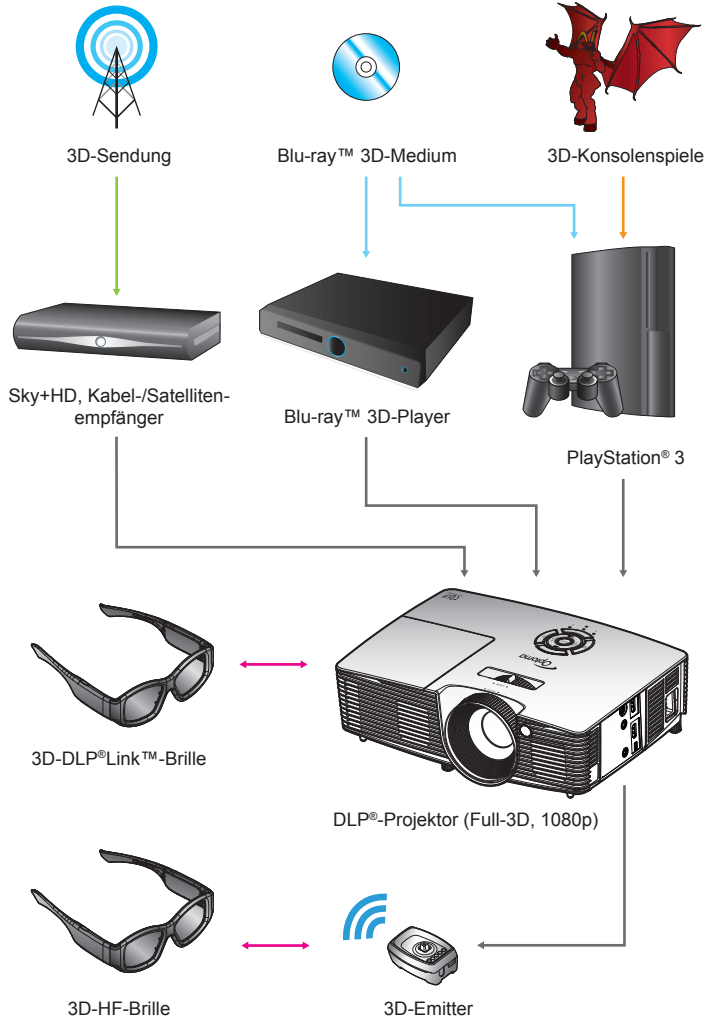 3D-Sendung
Blu-ray™ 3D-Medium
3D-Konsolenspiele
Sky+HD, Kabel-/Satelliten-
empfänger
Blu-ray™ 3D-Player
PlayStation® 3
3D-DLP®Link™-Brille
Optoma
DLP®-Projektor (Full-3D, 1080p)
3D-HF-Brille
3D-Emitter